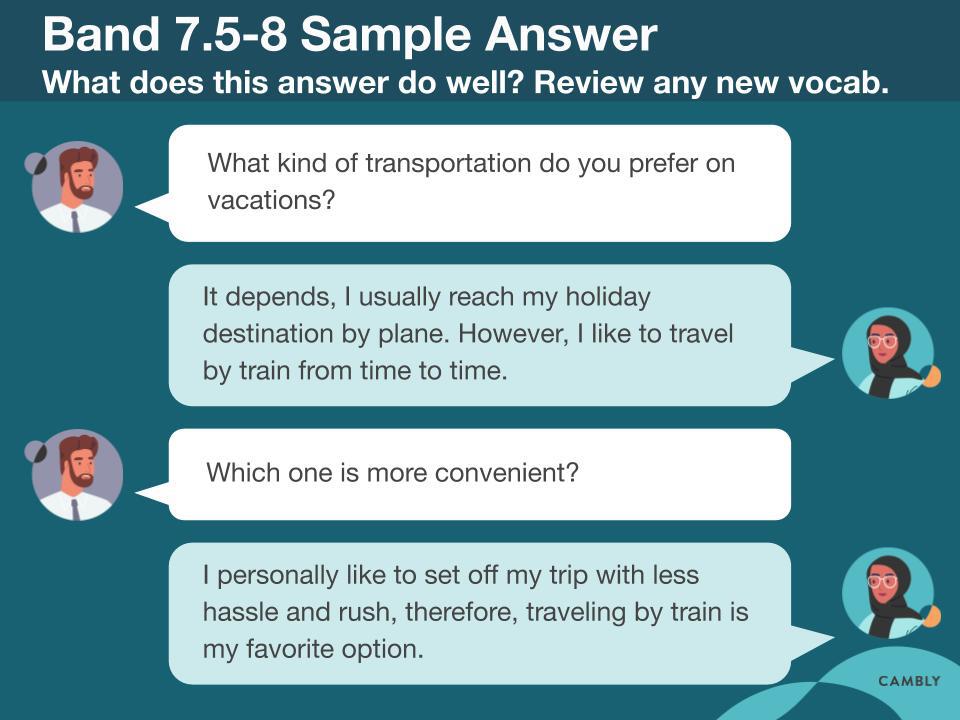 Band 7.5-8 Sample Answer
What does this answer do well? Review any new vocab.
What kind of transportation do you prefer on
vacations?
It depends, I usually reach my holiday
destination by plane. However, I like to travel
by train from time to time.
Which one is more convenient?
I personally like to set off my trip with less
hassle and rush, therefore, traveling by train is
my favorite option.
CAMBLY